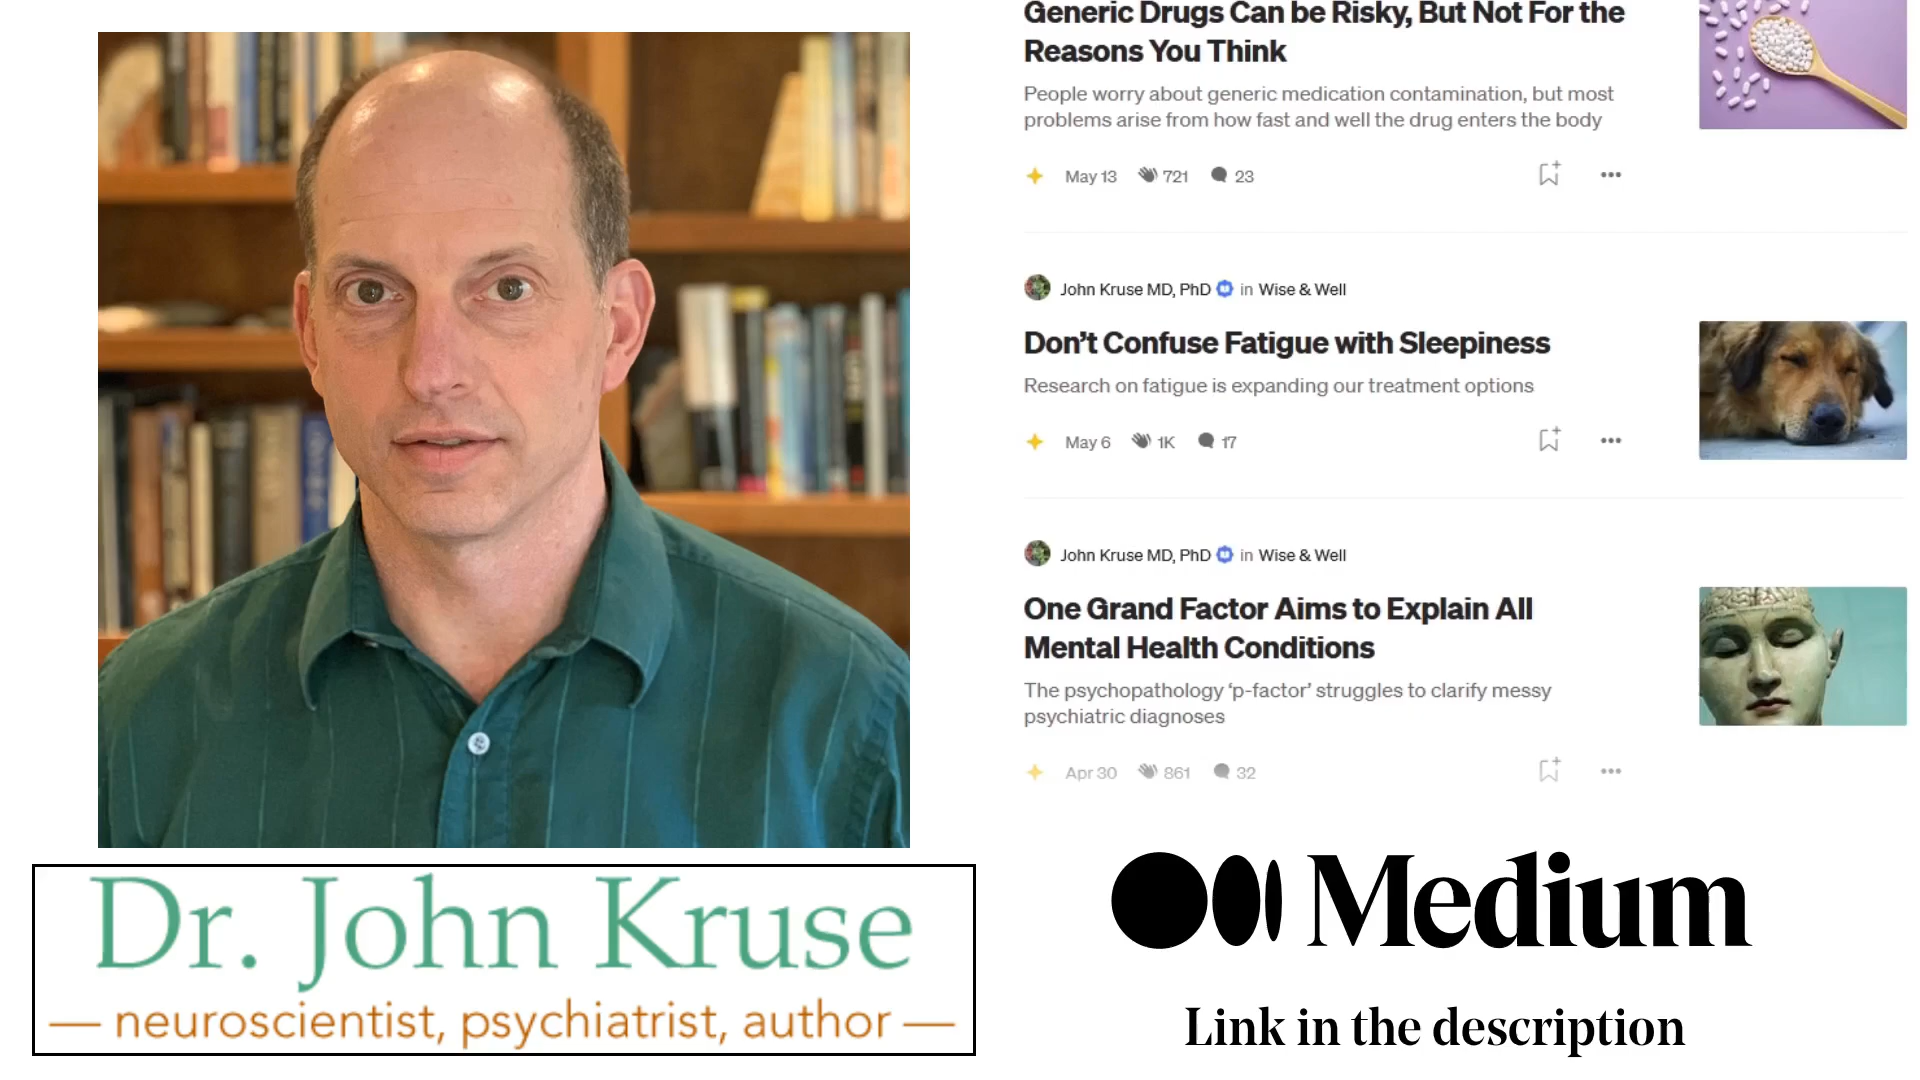 Generic Drugs Can be Risky, But Not For the
Reasons You Think
People worry about generic medication contamination, but most
problems arise from how fast and well the drug enters the body
May 13 721 23
John Kruse MD, PhD in Wise & Well
Don’t Confuse Fatigue with Sleepiness
Research on fatigue is expanding our treatment options
May 6 1K 17
John Kruse MD, PhD in Wise & Well
One Grand Factor Aims to Explain All
Mental Health Conditions
The psychopathology ‘p-factor’ struggles to clarify messy
psychiatric diagnoses
Apr 30 861 32
Dr. John Kruse
— neuroscientist, psychiatrist, author —
Medium
Link in the description